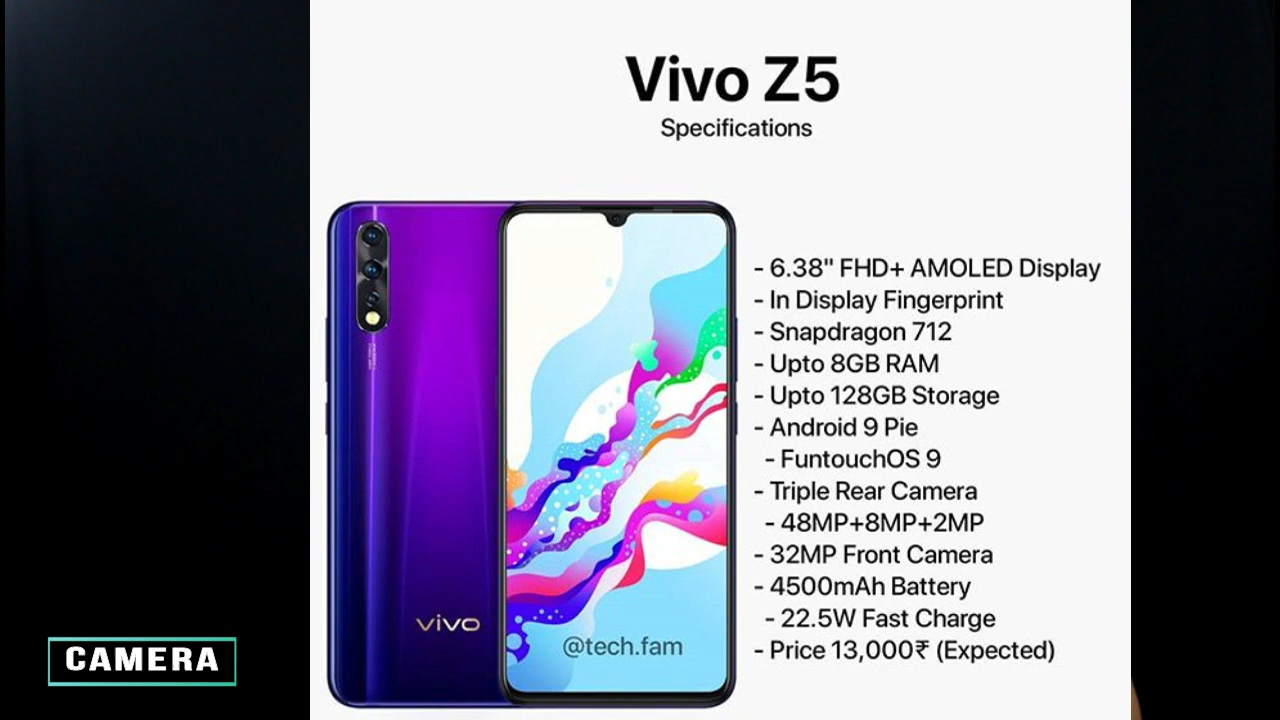 Vivo Z5
Specifications
- 6.38" FHD+ AMOLED Display
- In Display Fingerprint
- Snapdragon 712
- Upto 8GB RAM
- Upto 128GB Storage
- Android 9 Pie
- FuntouchOS 9
- Triple Rear Camera
- 48MP+8MP+2MP
- 32MP Front Camera
- 4500mAh Battery
- 22.5W Fast Charge
- Price 13,000₹ (Expected)
vivo
@tech.fam
CAMERA